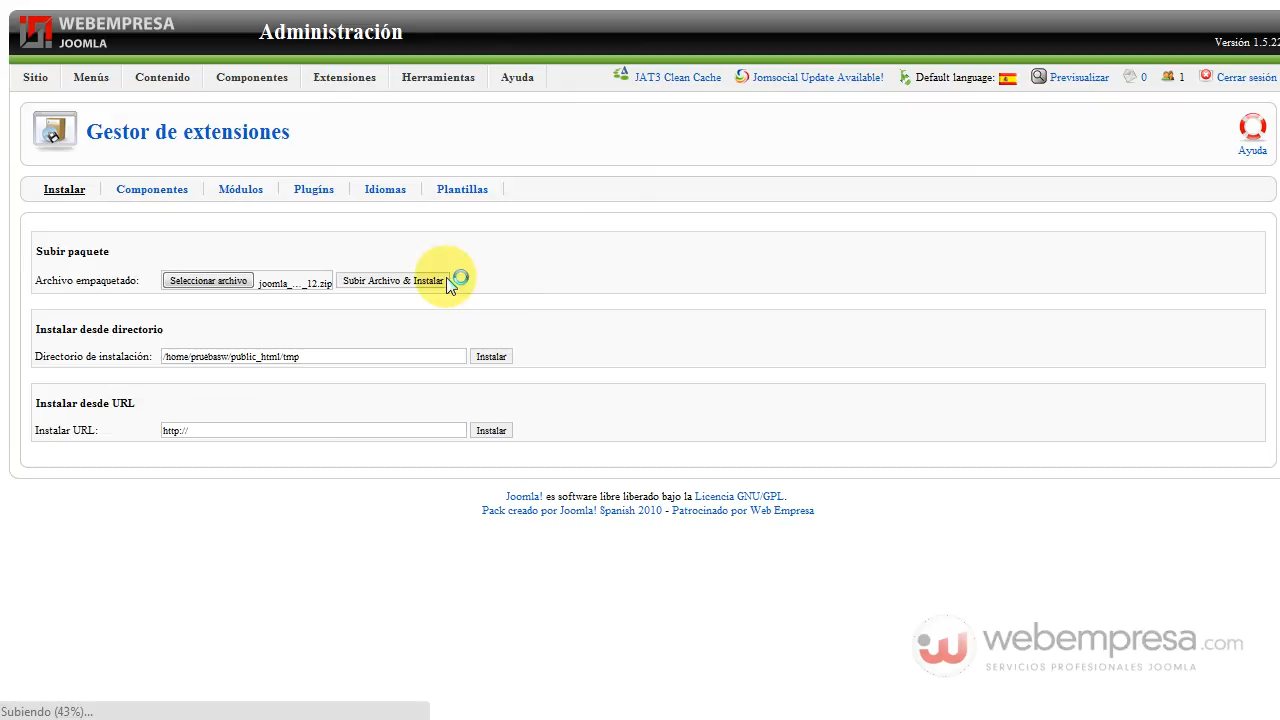 WEBEMPRESA
JOOMLA
Administración
Versión 1.5.22
Sitio Menús Contenido Componentes Extensiones Herramientas Ayuda JAT3 Clean Cache Jomsocial Update Available! Default language: Previsualizar 0 1 Cerrar sesión
Gestor de extensiones
Ayuda
Instalar Componentes Módulos Plugíns Idiomas Plantillas
Subir paquete
Archivo empaquetado: Seleccionar archivo joomla_..._12.zip Subir Archivo & Instalar
Instalar desde directorio
Directorio de instalación: /home/pruebasw/public_html/tmp Instalar
Instalar desde URL
Instalar URL: http:// Instalar
Joomla! es software libre liberado bajo la Licencia GNU/GPL.
Pack creado por Joomla! Spanish 2010 - Patrocinado por Web Empresa
webempresa.com
SERVICIOS PROFESIONALES JOOMLA
Subiendo (43%)...